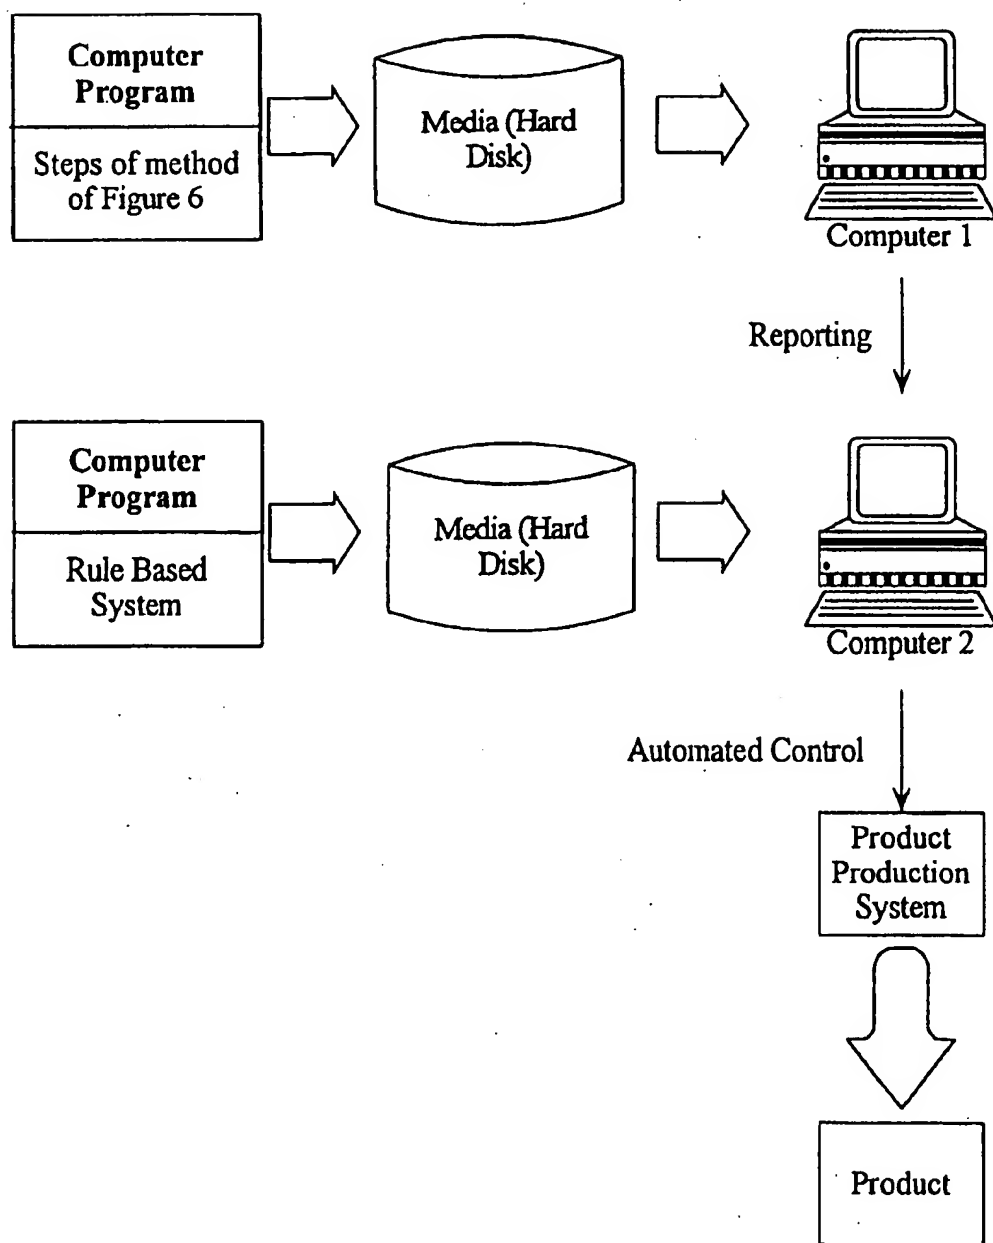 Computer
Program
Steps of method
of Figure 6
Media (Hard
Disk)
Computer 1
Reporting
Computer
Program
Rule Based
System
Media (Hard
Disk)
Computer 2
Automated Control
Product
Production
System
Product